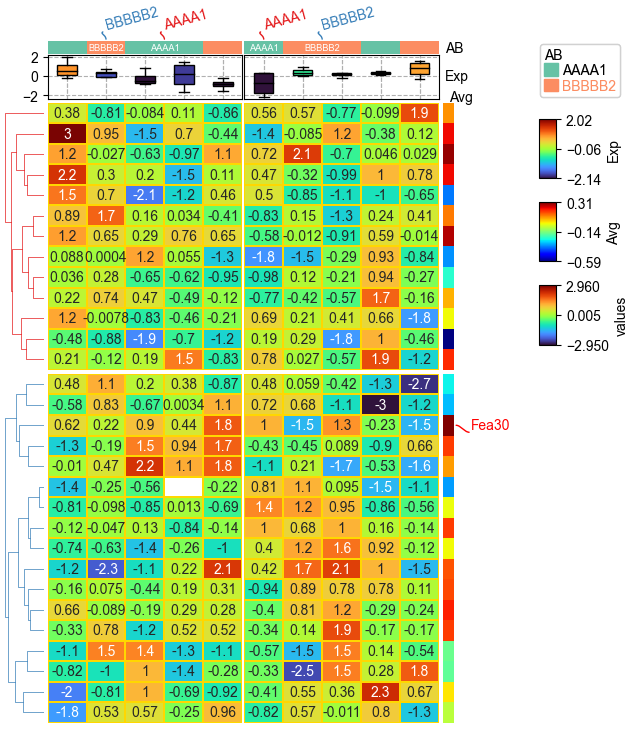 BBBBB2 AAAA1 BBBBB2 AAAA1
BBBBB2 AAAA1 AAAA1 BBBBB2 AB
2
0
−2
Exp
Avg
0.38 -0.81 -0.084 0.11 -0.86 0.56 0.57 -0.77 -0.099 1.9
3 0.95 -1.5 0.7 -0.44 -1.4 -0.085 1.2 -0.38 0.12
1.2 -0.027 -0.63 -0.97 1.1 0.72 2.1 -0.7 0.046 0.029
2.2 0.3 0.2 -1.5 0.11 0.47 -0.32 -0.99 1 0.78
1.5 0.7 -2.1 -1.2 0.46 0.5 -0.85 -1.1 -1 -0.65
0.89 1.7 0.16 0.034 -0.41 -0.83 0.15 -1.3 0.24 0.41
1.2 0.65 0.29 0.76 0.65 -0.58 -0.012 -0.91 0.59 -0.014
0.088 0.0004 1.2 0.055 -1.3 -1.8 -1.5 -0.29 0.93 -0.84
0.036 0.28 -0.65 -0.62 -0.95 -0.98 0.12 -0.21 0.94 -0.27
0.22 0.74 0.47 -0.49 -0.12 -0.77 -0.42 -0.57 1.7 -0.16
1.2 -0.0078 -0.83 -0.46 -0.21 0.69 0.21 0.41 0.66 -1.8
-0.48 -0.88 -1.9 -0.7 -1.2 0.19 0.29 -1.8 1 -0.46
0.21 -0.12 0.19 1.5 -0.83 0.78 0.027 -0.57 1.9 -1.2
0.48 1.1 0.2 0.38 -0.87 0.48 0.059 -0.42 -1.3 -2.7
-0.58 0.83 -0.67 0.0034 1.1 0.72 0.68 -1.1 -3 -1.2
0.62 0.22 0.9 0.44 1.8 1 -1.5 1.3 -0.23 -1.5 Fea30
-1.3 -0.19 1.5 0.94 1.7 -0.43 -0.45 0.089 -0.9 0.66
-0.01 0.47 2.2 1.1 1.8 -1.1 0.21 -1.7 -0.53 -1.6
-1.4 -0.25 -0.56 -0.22 0.81 1.1 0.095 -1.5 -1.1
-0.81 -0.098 -0.85 0.013 -0.69 1.4 1.2 0.95 -0.86 -0.56
-0.12 -0.047 0.13 -0.84 -0.14 1 0.68 1 0.16 -0.14
-0.74 -0.63 -1.4 -0.26 -1 0.4 1.2 1.6 0.92 -0.12
-1.2 -2.3 -1.1 0.22 2.1 0.42 1.7 2.1 1 -1.5
-0.16 0.075 -0.44 0.19 0.31 -0.94 0.89 0.78 0.78 0.11
0.66 -0.089 -0.19 0.29 0.28 -0.4 0.81 1.2 -0.29 -0.24
-0.33 0.78 -1.2 0.52 0.52 -0.34 0.14 1.9 -0.17 -0.17
-1.1 1.5 1.4 -1.3 -1.1 -0.57 -1.5 1.5 0.14 -0.54
-0.82 -1 1 -1.4 -0.28 -0.33 -2.5 1.5 0.28 1.8
-2 -0.81 1 -0.69 -0.92 -0.41 0.55 0.36 2.3 0.67
-1.8 0.53 0.57 -0.25 0.96 -0.82 0.57 -0.011 0.8 -1.3
AB
AAAA1
BBBBB2
2.02
−0.06
−2.14
Exp
0.31
−0.14
−0.59
Avg
2.960
0.005
−2.950
values